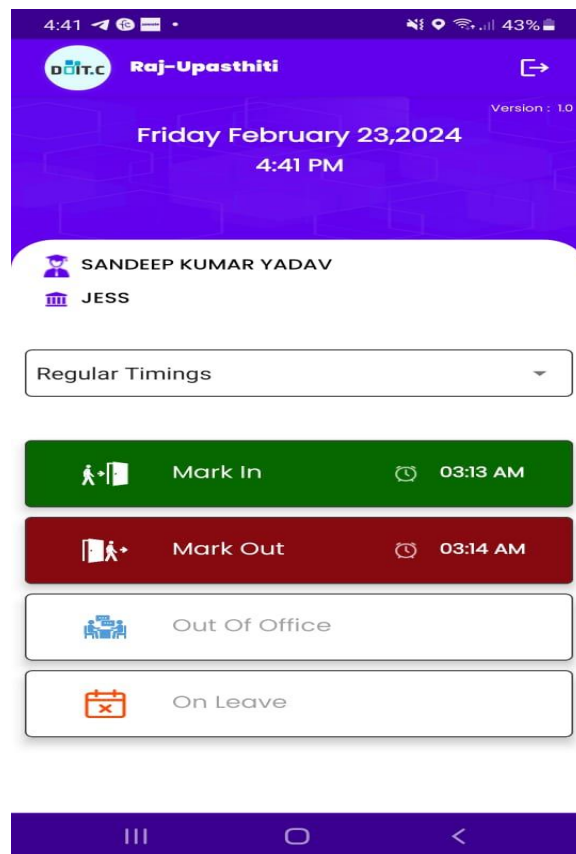 4:41 43%
DOIT.C Raj-Upasthiti
Version : 1.0
Friday February 23,2024
4:41 PM
SANDEEP KUMAR YADAV
JESS
Regular Timings
Mark In 03:13 AM
Mark Out 03:14 AM
Out Of Office
On Leave